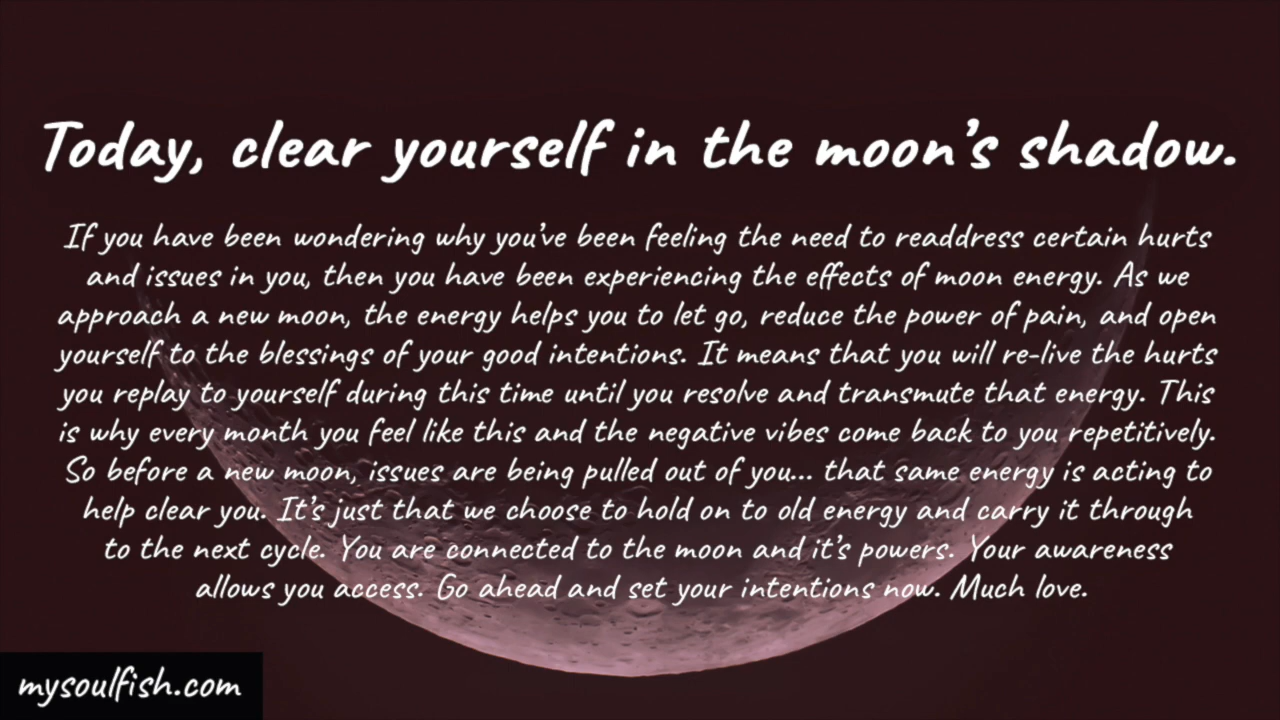 Today, clear yourself in the moon's shadow.
If you have been wondering why you've been feeling the need to readdress certain hurts
and issues in you, then you have been experiencing the effects of moon energy. As we
approach a new moon, the energy helps you to let go, reduce the power of pain, and open
yourself to the blessings of your good intentions. It means that you will re-live the hurts
you replay to yourself during this time until you resolve and transmute that energy. This
is why every month you feel like this and the negative vibes come back to you repetitively.
So before a new moon, issues are being pulled out of you... that same energy is acting to
help clear you. It's just that we choose to hold on to old energy and carry it through
to the next cycle. You are connected to the moon and it's powers. Your awareness
allows you access. Go ahead and set your intentions now. Much love.
mysoulfish.com